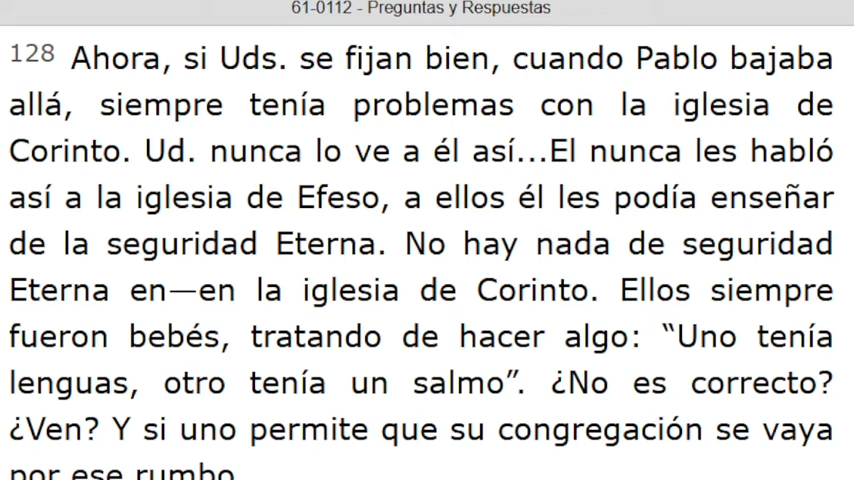 61-0112 - Preguntas y Respuestas
128 Ahora, si Uds. se fijan bien, cuando Pablo bajaba
allá, siempre tenía problemas con la iglesia de
Corinto. Ud. nunca lo ve a él así...El nunca les habló
así a la iglesia de Efeso, a ellos él les podía enseñar
de la seguridad Eterna. No hay nada de seguridad
Eterna en—en la iglesia de Corinto. Ellos siempre
fueron bebés, tratando de hacer algo: “Uno tenía
lenguas, otro tenía un salmo”. ¿No es correcto?
¿Ven? Y si uno permite que su congregación se vaya
por ese rumbo